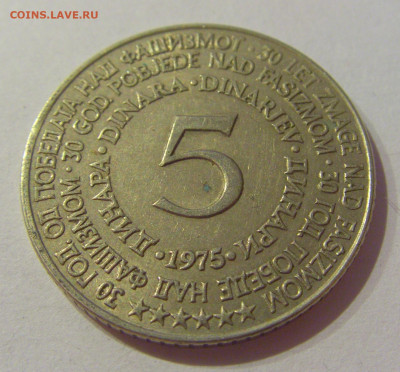 COINS.LAVE.RU
30 ГОД. ОД ПОБЕДАТА НАД ФАШИЗМОТ · 30 LET ZMAGE NAD FAŠIZMOM
30 ГОД. ПОБЕДЕ НАД ФАШИЗМОМ · 30 GOD. POBJEDE NAD FAŠIZMOM ·
ДИНАРА · DINARA · DINARJEV · ДИНАРИ
5
· 1975 ·